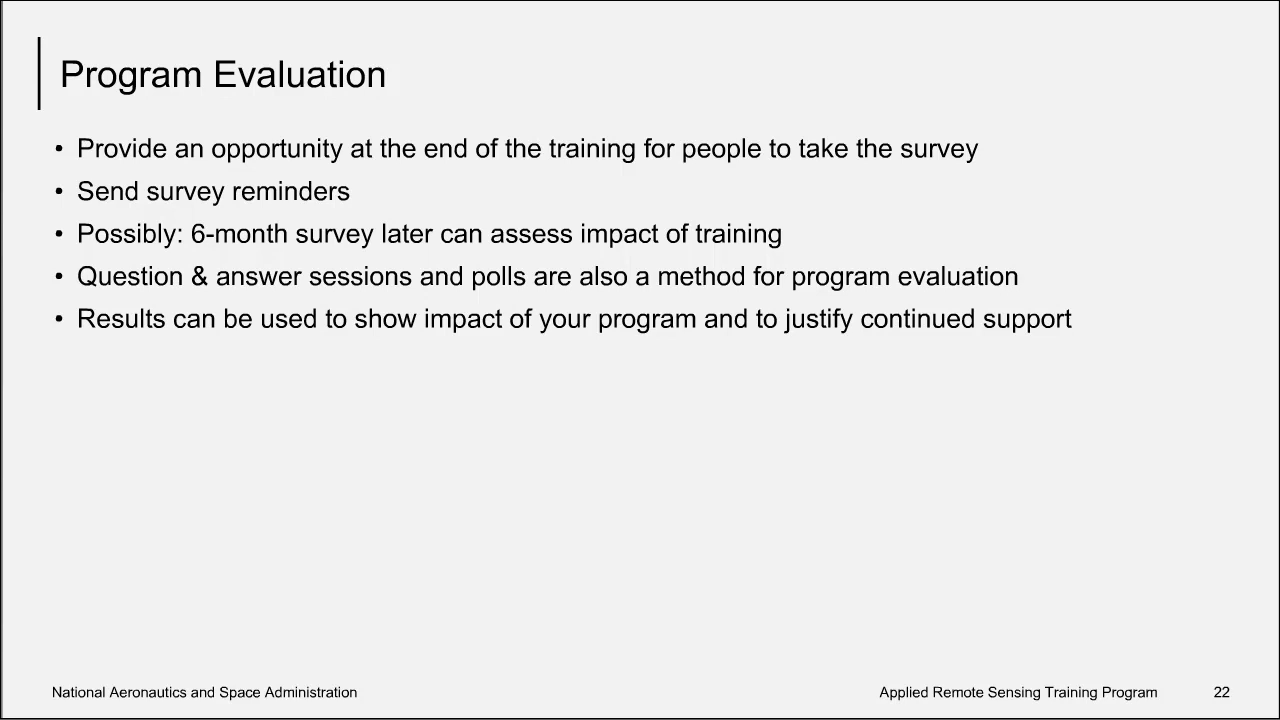 Program Evaluation
• Provide an opportunity at the end of the training for people to take the survey
• Send survey reminders
• Possibly: 6-month survey later can assess impact of training
• Question & answer sessions and polls are also a method for program evaluation
• Results can be used to show impact of your program and to justify continued support
National Aeronautics and Space Administration
Applied Remote Sensing Training Program
22